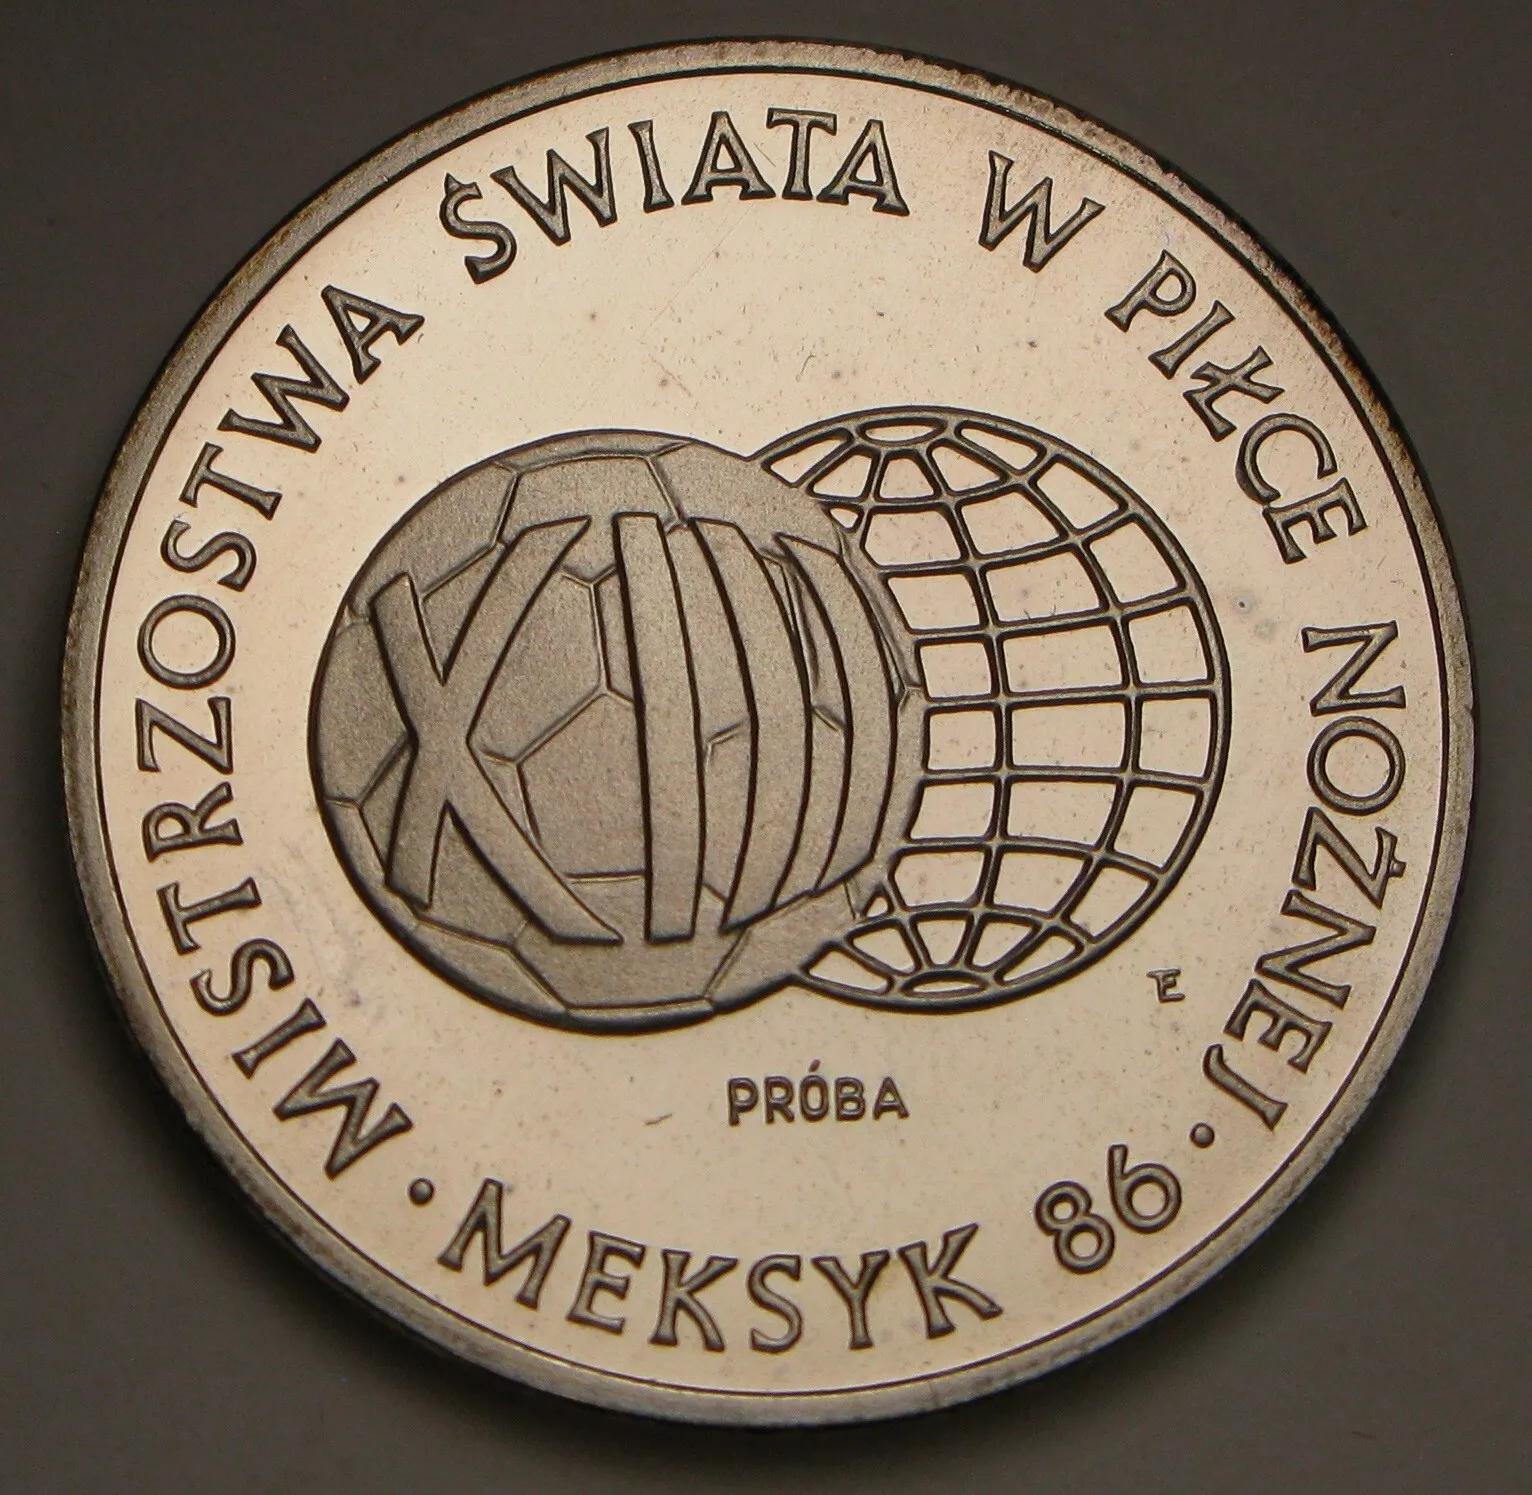 MISTRZOSTWA ŚWIATA W PIŁCE NOŻNEJ
• MEKSYK 86 •
XIII
E
PRÓBA